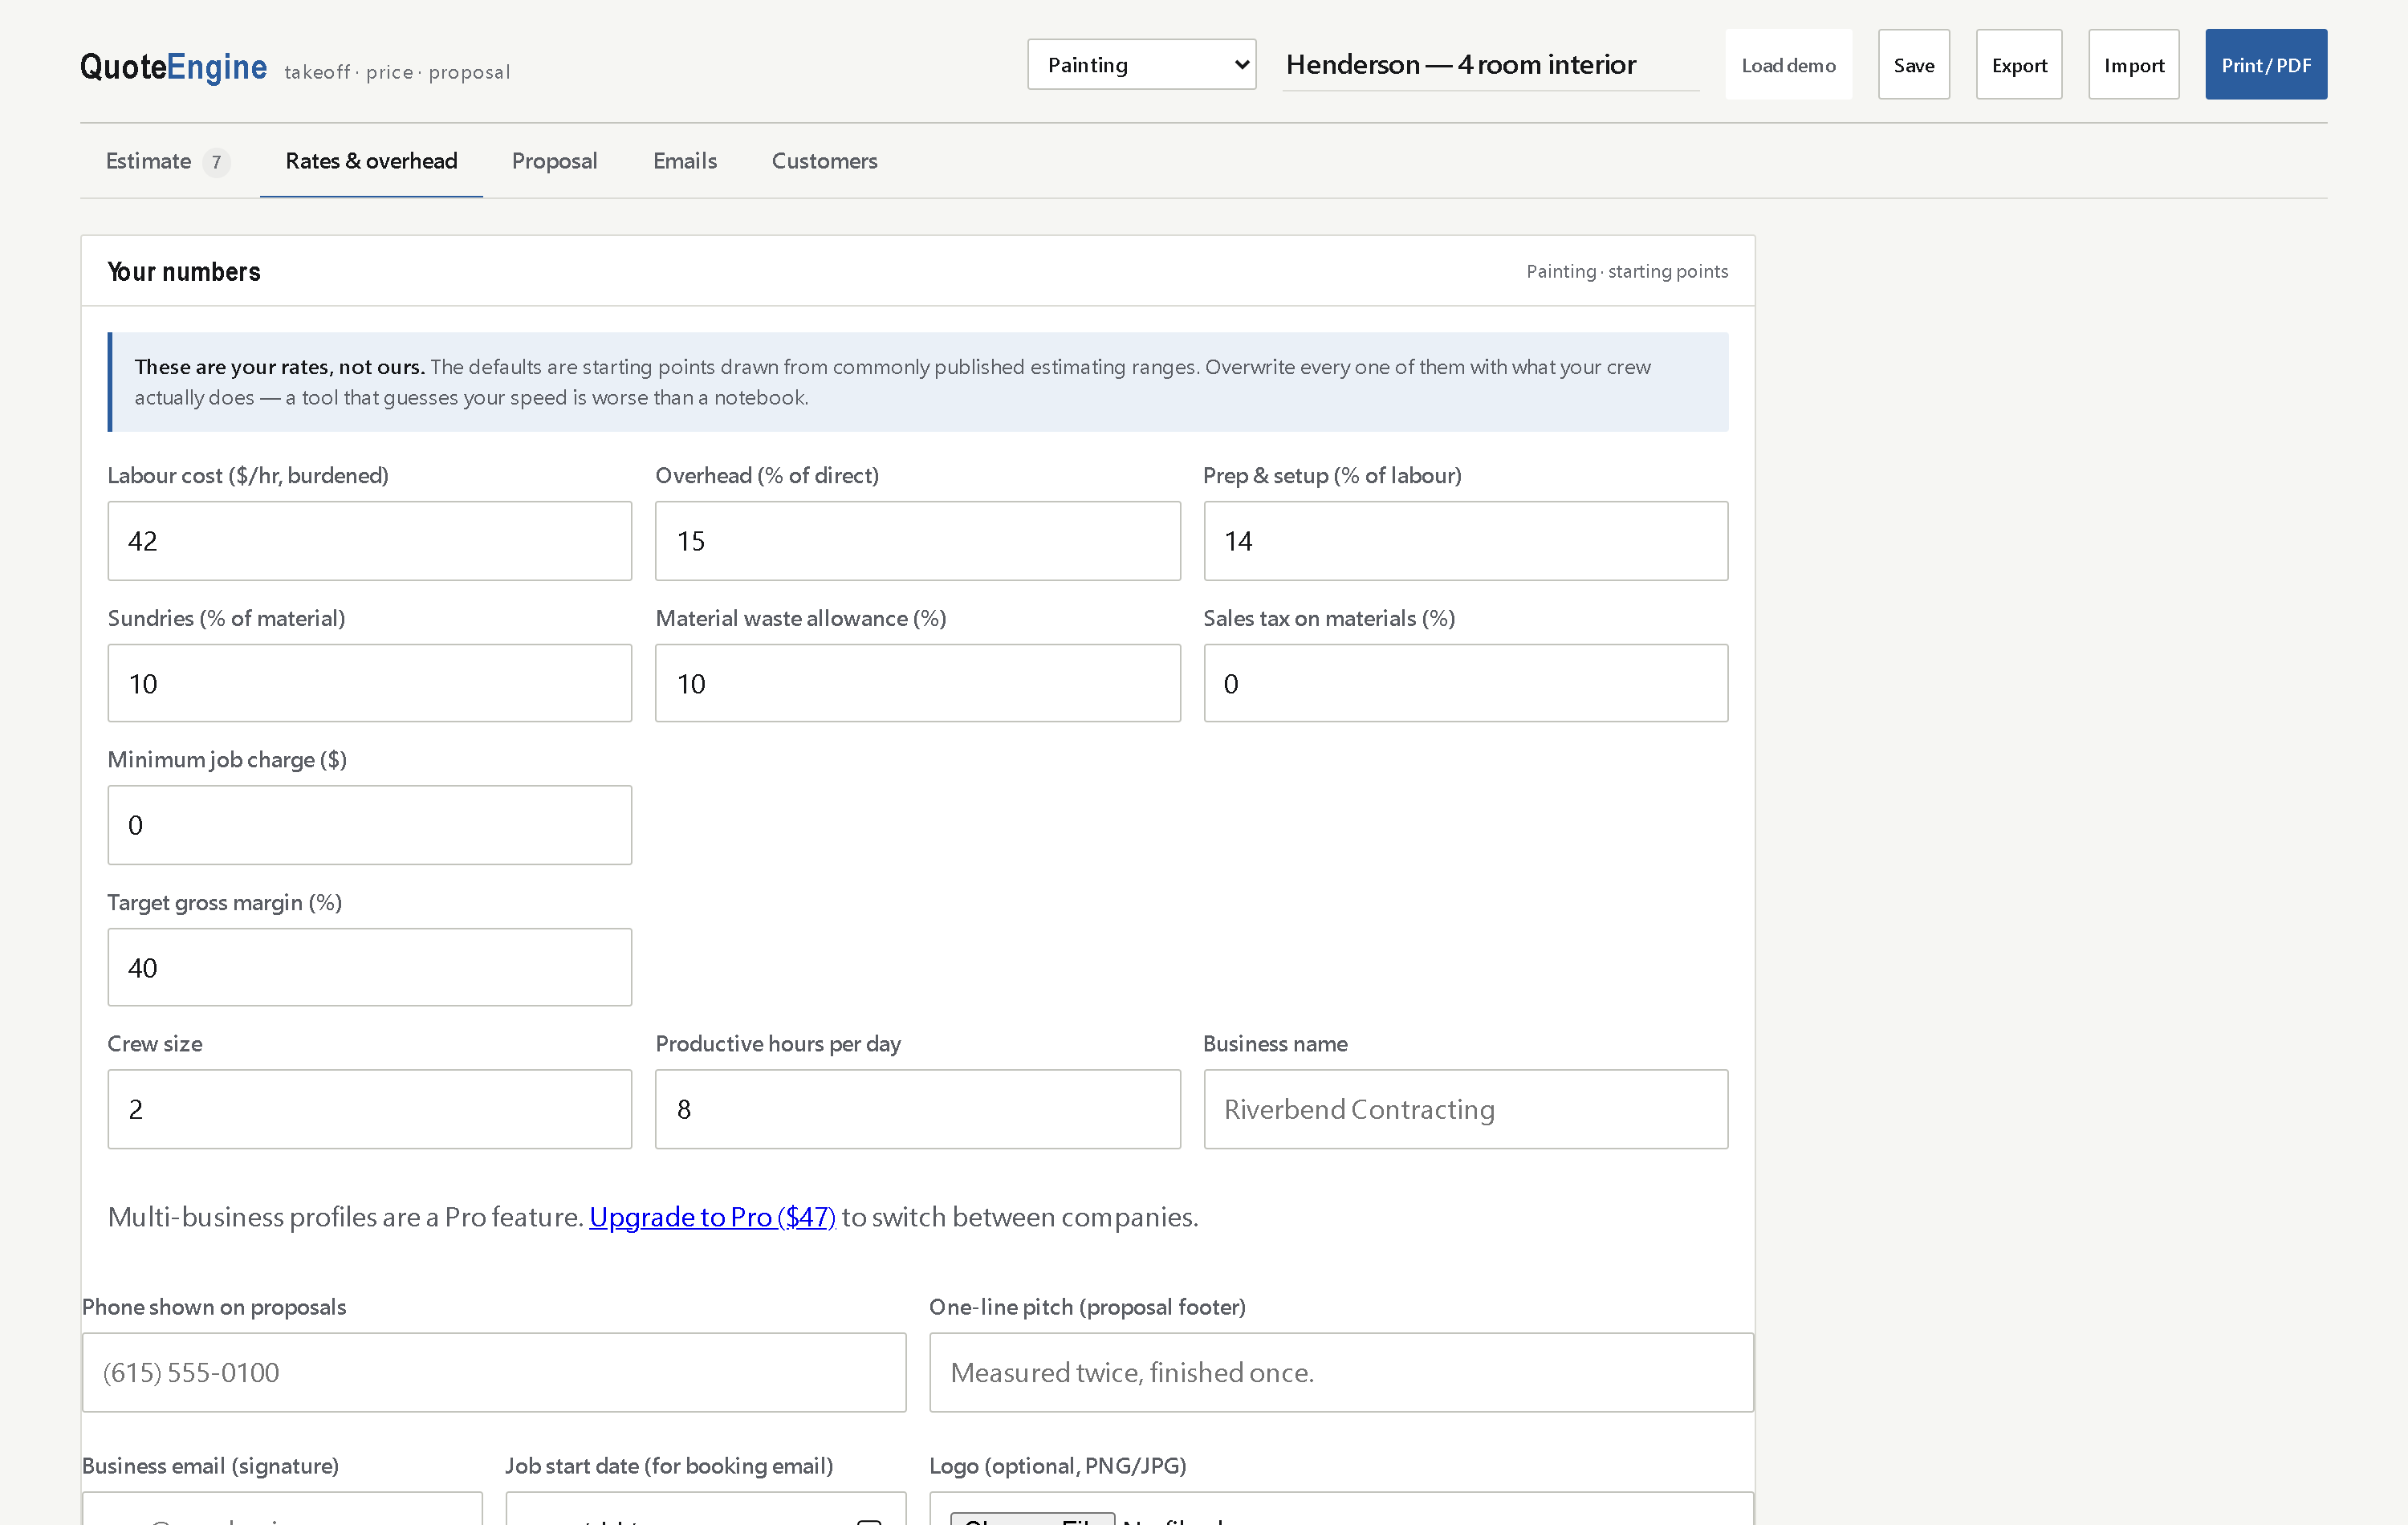 QuoteEngine takeoff · price · proposal
Painting
Henderson — 4 room interior
Load demo
Save
Export
Import
Print / PDF
Estimate 7
Rates & overhead
Proposal
Emails
Customers
Your numbers
Painting · starting points
These are your rates, not ours. The defaults are starting points drawn from commonly published estimating ranges. Overwrite every one of them with what your crew
actually does — a tool that guesses your speed is worse than a notebook.
Labour cost ($/hr, burdened)
Overhead (% of direct)
Prep & setup (% of labour)
42
15
14
Sundries (% of material)
Material waste allowance (%)
Sales tax on materials (%)
10
10
0
Minimum job charge ($)
0
Target gross margin (%)
40
Crew size
Productive hours per day
Business name
2
8
Riverbend Contracting
Multi-business profiles are a Pro feature. Upgrade to Pro ($47) to switch between companies.
Phone shown on proposals
One-line pitch (proposal footer)
(615) 555-0100
Measured twice, finished once.
Business email (signature)
Job start date (for booking email)
Logo (optional, PNG/JPG)